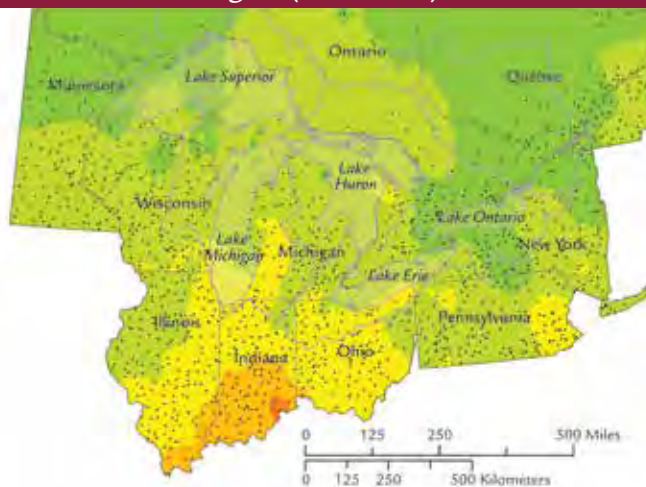 Ontario
Lake Superior
Minnesota
Québec
Lake
Huron
Wisconsin
Lake Ontario
Lake
Michigan
Michigan
New York
Lake Erie
Illinois
Pennsylvania
Indiana
Ohio
0 125 250 500 Miles
0 125 250 500 Kilometers